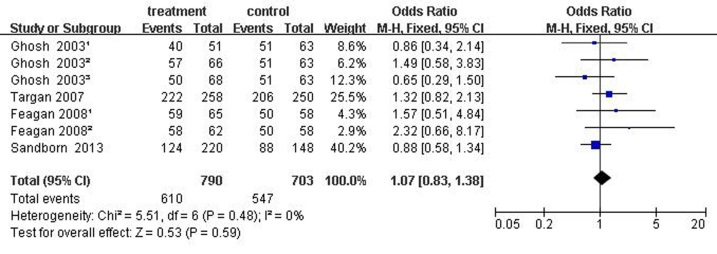 treatment control Odds Ratio Odds Ratio
Study or Subgroup Events Total Events Total Weight M-H, Fixed, 95% CI M-H, Fixed, 95% CI
Ghosh 2003¹ 40 51 51 63 8.6% 0.86 [0.34, 2.14]
Ghosh 2003² 57 66 51 63 6.2% 1.49 [0.58, 3.83]
Ghosh 2003³ 50 68 51 63 12.3% 0.65 [0.29, 1.50]
Targan 2007 222 258 206 250 25.5% 1.32 [0.82, 2.13]
Feagan 2008¹ 59 65 50 58 4.3% 1.57 [0.51, 4.84]
Feagan 2008² 58 62 50 58 2.9% 2.32 [0.66, 8.17]
Sandborn 2013 124 220 88 148 40.2% 0.88 [0.58, 1.34]
Total (95% CI) 790 703 100.0% 1.07 [0.83, 1.38]
Total events 610 547
Heterogeneity: Chi² = 5.51, df = 6 (P = 0.48); I² = 0%
Test for overall effect: Z = 0.53 (P = 0.59)
0.05 0.2 1 5 20